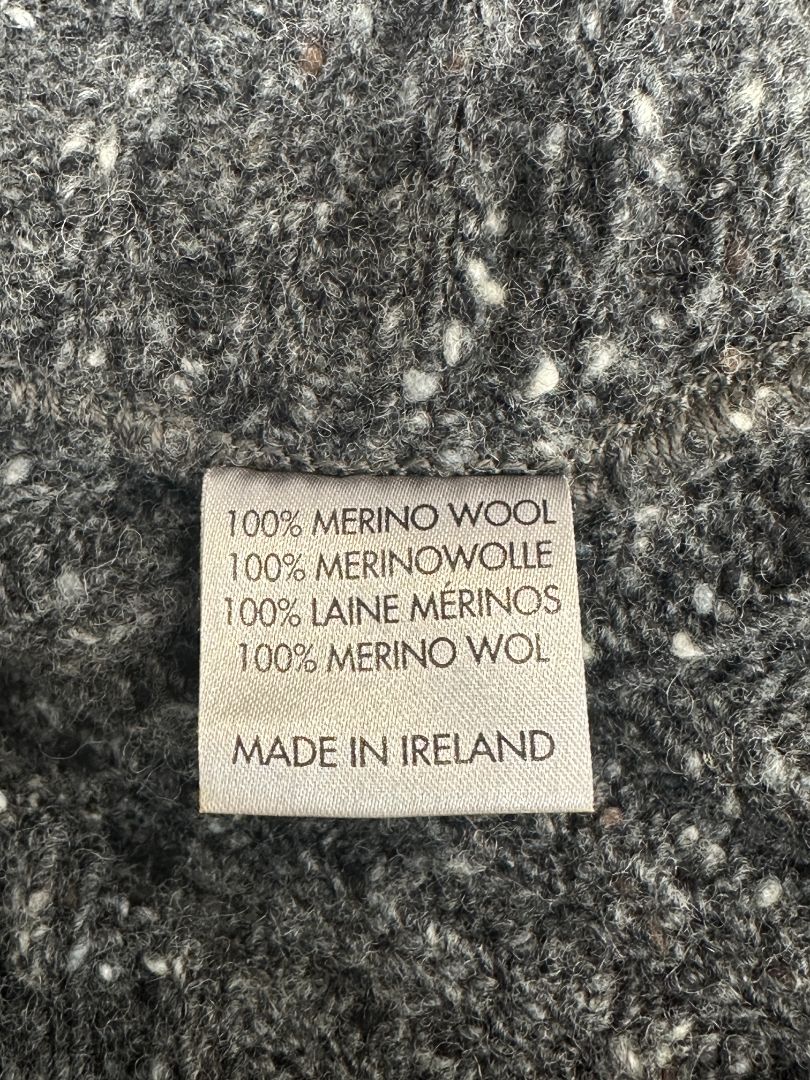 100% MERINO WOOL
100% MERINOWOLLE
100% LAINE MÉRINOS
100% MERINO WOL
MADE IN IRELAND